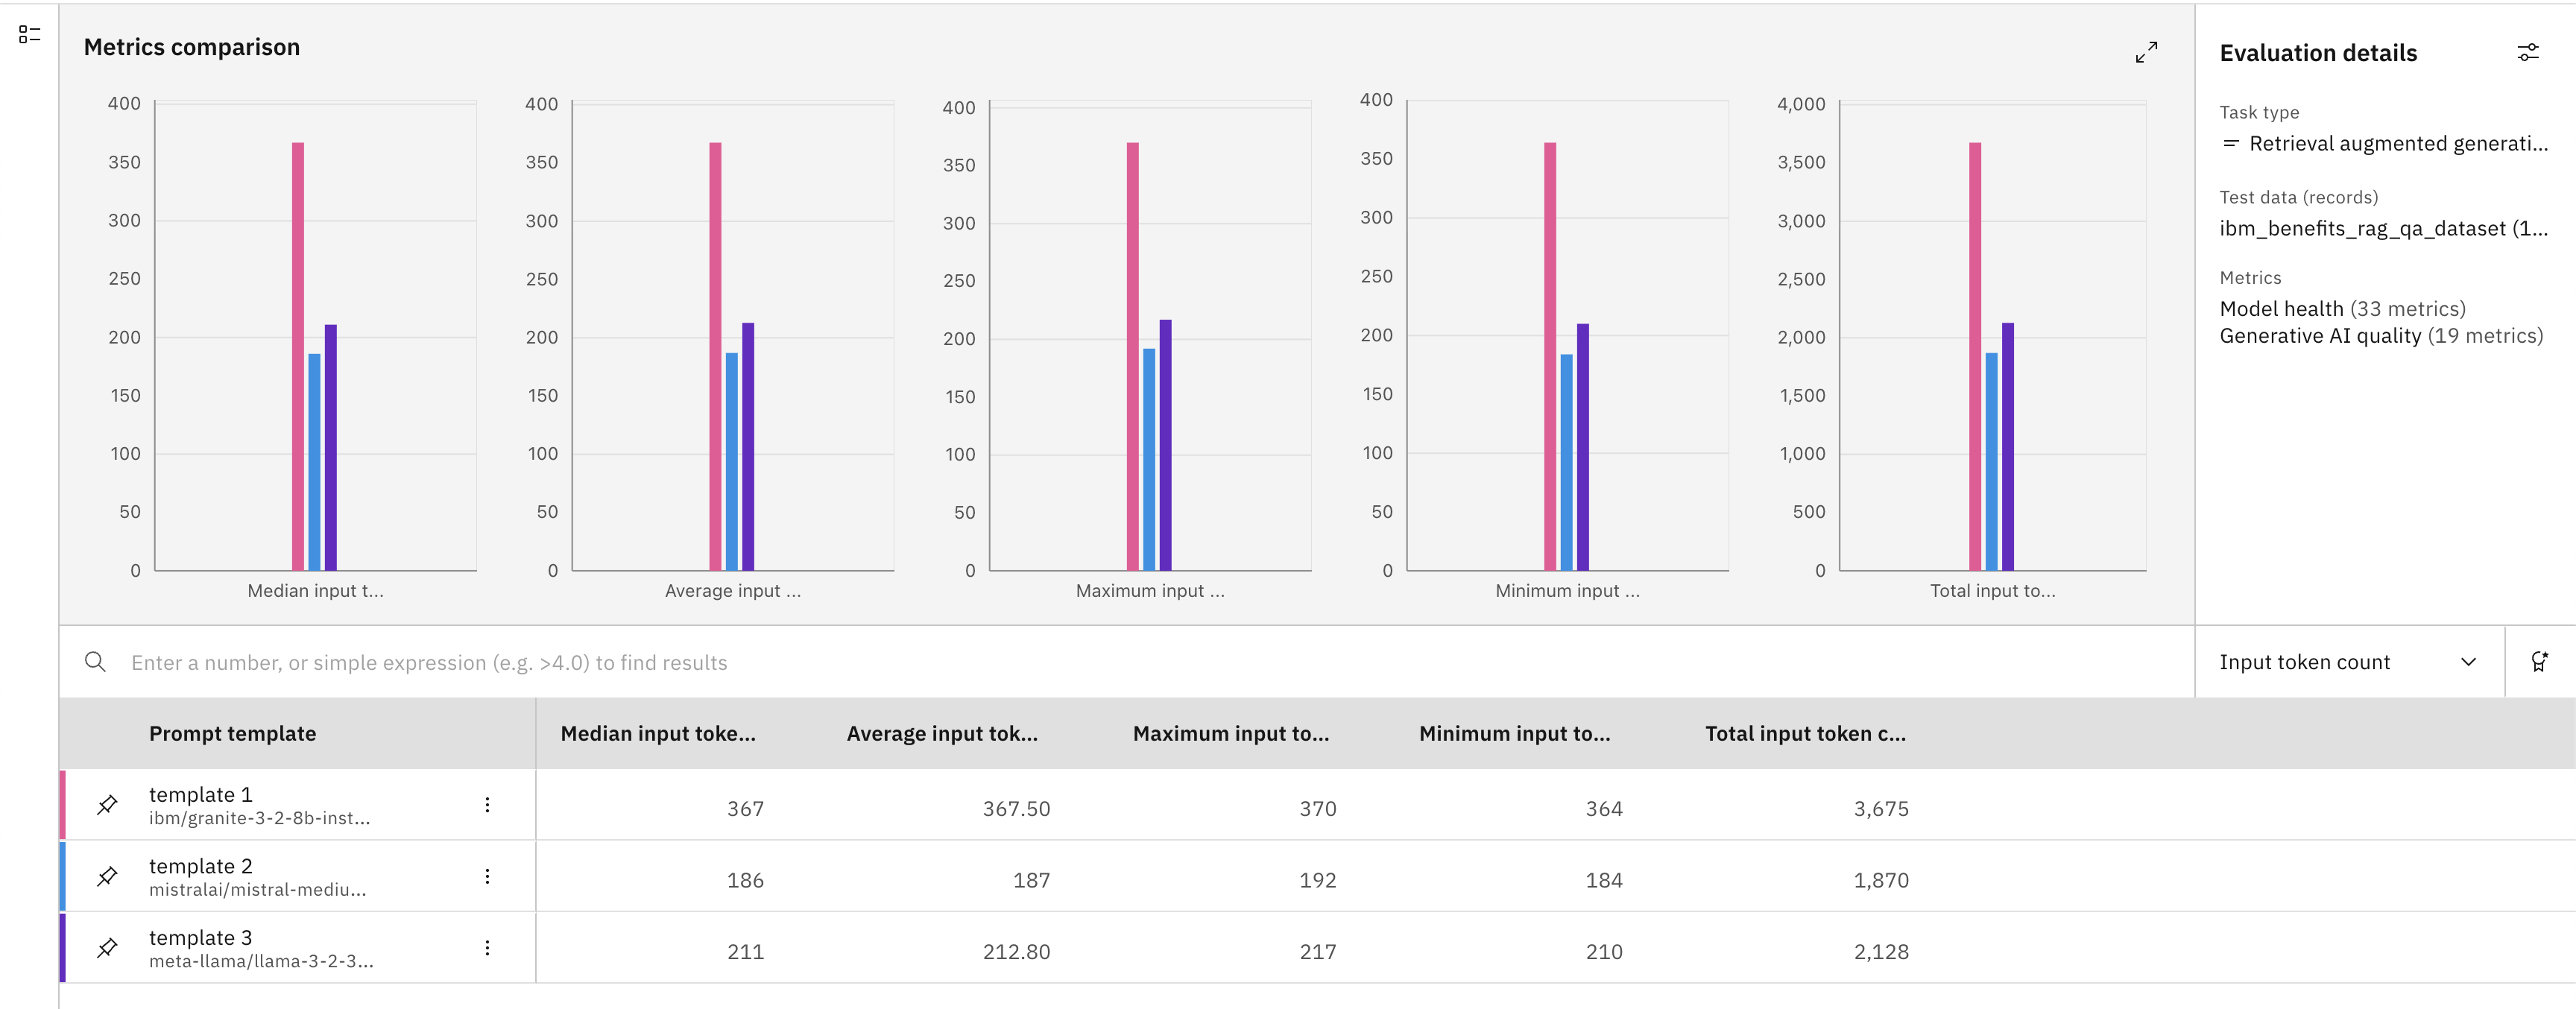 Metrics comparison
400
350
300
250
200
150
100
50
0
Median input t...
400
350
300
250
200
150
100
50
0
Average input ...
400
350
300
250
200
150
100
50
0
Maximum input ...
400
350
300
250
200
150
100
50
0
Minimum input ...
4,000
3,500
3,000
2,500
2,000
1,500
1,000
500
0
Total input to...
Evaluation details
Task type
Retrieval augmented generati...
Test data (records)
ibm_benefits_rag_qa_dataset (1...
Metrics
Model health (33 metrics)
Generative AI quality (19 metrics)
Enter a number, or simple expression (e.g. >4.0) to find results
Input token count
Prompt template Median input toke... Average input tok... Maximum input to... Minimum input to... Total input token c...
template 1
ibm/granite-3-2-8b-inst...
367 367.50 370 364 3,675
template 2
mistralai/mistral-mediu...
186 187 192 184 1,870
template 3
meta-llama/llama-3-2-3...
211 212.80 217 210 2,128